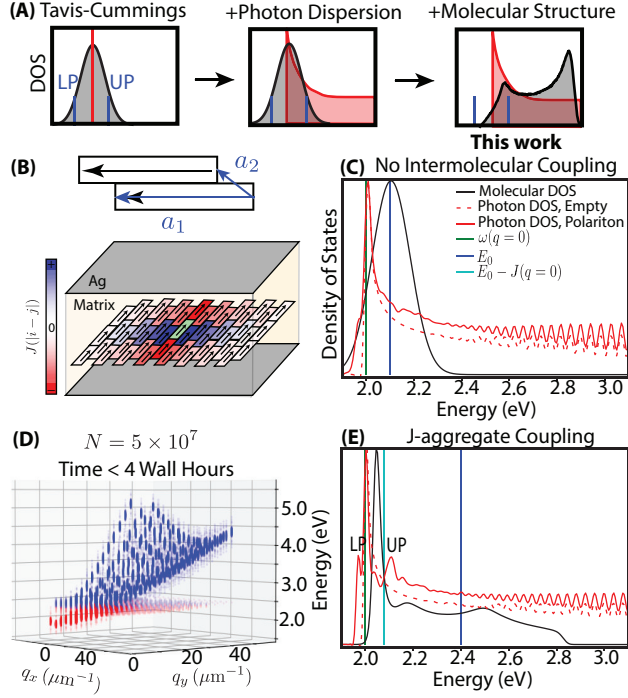 (A) Tavis-Cummings +Photon Dispersion +Molecular Structure
DOS
LP UP
This work
(B)
a₂
a₁
Ag
Matrix
J(|i − j|)
+
0
−
(C) No Intermolecular Coupling
Molecular DOS
Photon DOS, Empty
Photon DOS, Polariton
ω(q = 0)
E₀
E₀ − J(q = 0)
Density of States
2.0 2.2 2.4 2.6 2.8 3.0
Energy (eV)
(D) N = 5 × 10⁷
Time < 4 Wall Hours
5.0
4.0
3.0
2.0
Energy (eV)
0 20 40
qₓ (μm⁻¹)
0 20 40
q_y (μm⁻¹)
(E) J-aggregate Coupling
LP UP
2.0 2.2 2.4 2.6 2.8 3.0
Energy (eV)